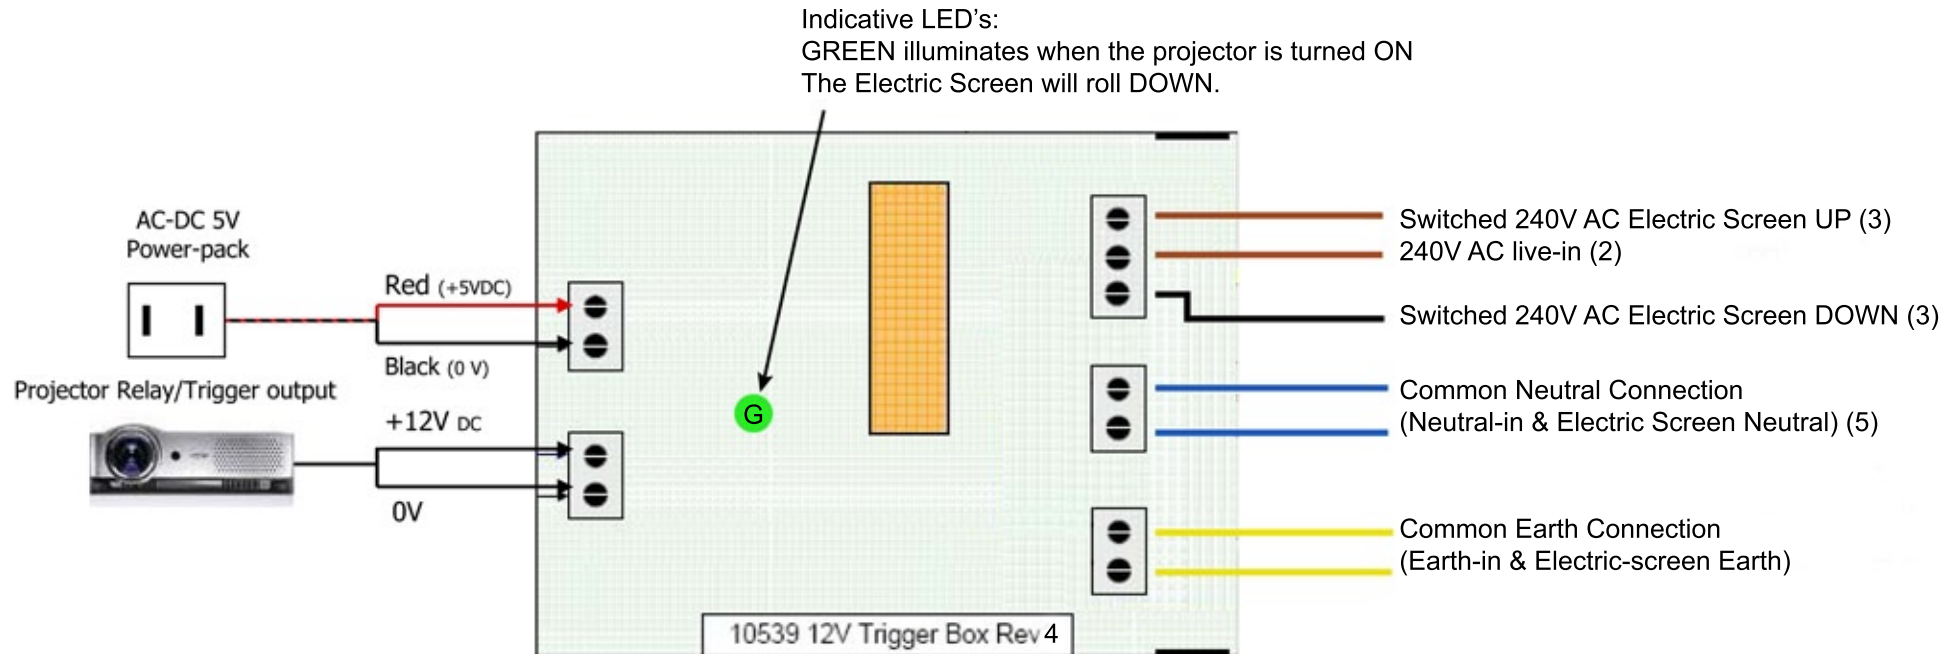 Indicative LED's:
GREEN illuminates when the projector is turned ON
The Electric Screen will roll DOWN.
AC-DC 5V
Power-pack
Red (+5VDC)
Black (0 V)
Projector Relay/Trigger output
+12V DC
0V
G
Switched 240V AC Electric Screen UP (3)
240V AC live-in (2)
Switched 240V AC Electric Screen DOWN (3)
Common Neutral Connection
(Neutral-in & Electric Screen Neutral) (5)
Common Earth Connection
(Earth-in & Electric-screen Earth)
10539 12V Trigger Box Rev 4